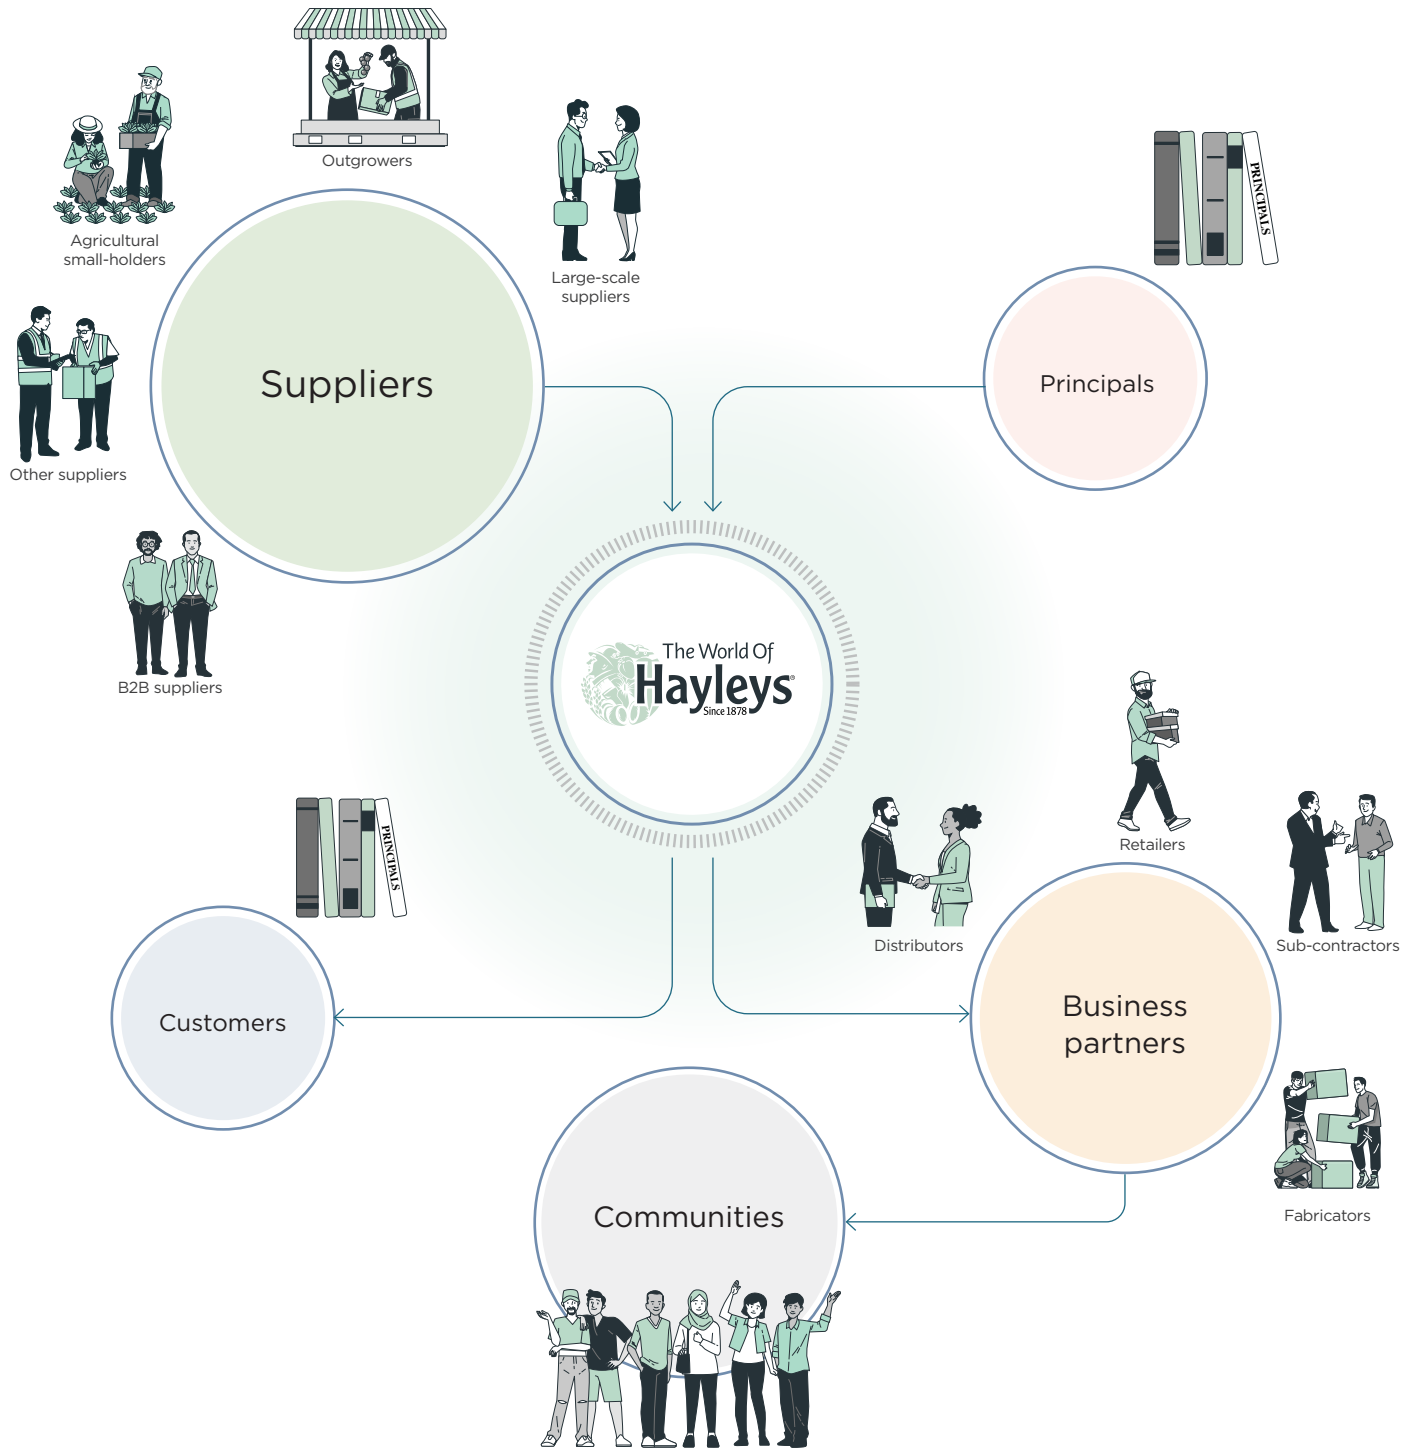 Outgrowers
Agricultural
small-holders
Large-scale
suppliers
PRINCIPALS
Suppliers
Principals
Other suppliers
B2B suppliers
The World Of
Hayleys®
Since 1878
Retailers
PRINCIPALS
Distributors
Sub-contractors
Customers
Business
partners
Communities
Fabricators